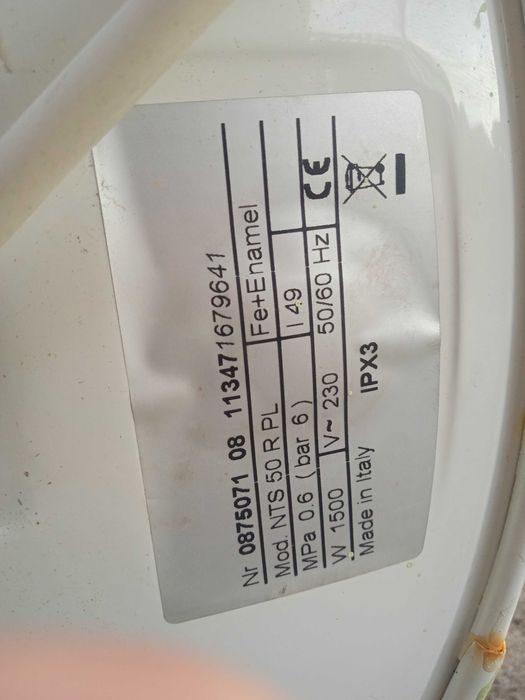 Nr 0875071 08 113471679641
Mod. NTS 50 R PL Fe+Enamel
MPa 0.6 ( bar 6 ) l 49 CE
W 1500 V~ 230 50/60 Hz
Made in Italy IPX3